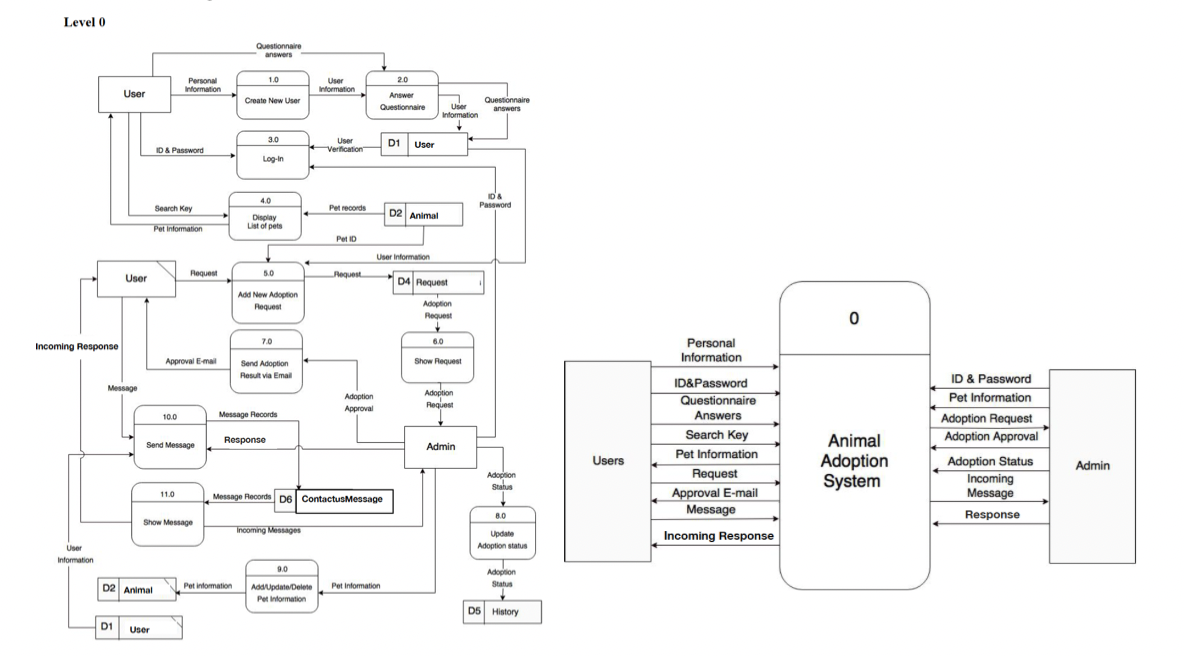 Level 0
Questionnaire
answers
User
Personal
Information
1.0
Create New User
User
Information
2.0
Answer
Questionnaire
User
Information
Questionnaire
answers
ID & Password
3.0
Log-In
User
Verification
D1
User
Search Key
Pet Information
4.0
Display
List of pets
Pet records
D2
Animal
ID &
Password
Pet ID
User Information
User
Request
5.0
Add New Adoption
Request
Request
D4
Request
Adoption
Request
Incoming Response
Approval E-mail
7.0
Send Adoption
Result via Email
6.0
Show Request
Message
Adoption
Approval
Adoption
Request
10.0
Send Message
Message Records
Response
Admin
Adoption
Status
11.0
Show Message
Message Records
D6
ContactusMessage
Incoming Messages
8.0
Update
Adoption status
User
Information
9.0
Add/Update/Delete
Pet Information
Pet information
Pet Information
D2
Animal
Adoption
Status
D5
History
D1
User
Users
Personal
Information
ID&Password
Questionnaire
Answers
Search Key
Pet Information
Request
Approval E-mail
Message
Incoming Response
0
Animal
Adoption
System
ID & Password
Pet Information
Adoption Request
Adoption Approval
Adoption Status
Incoming
Message
Response
Admin